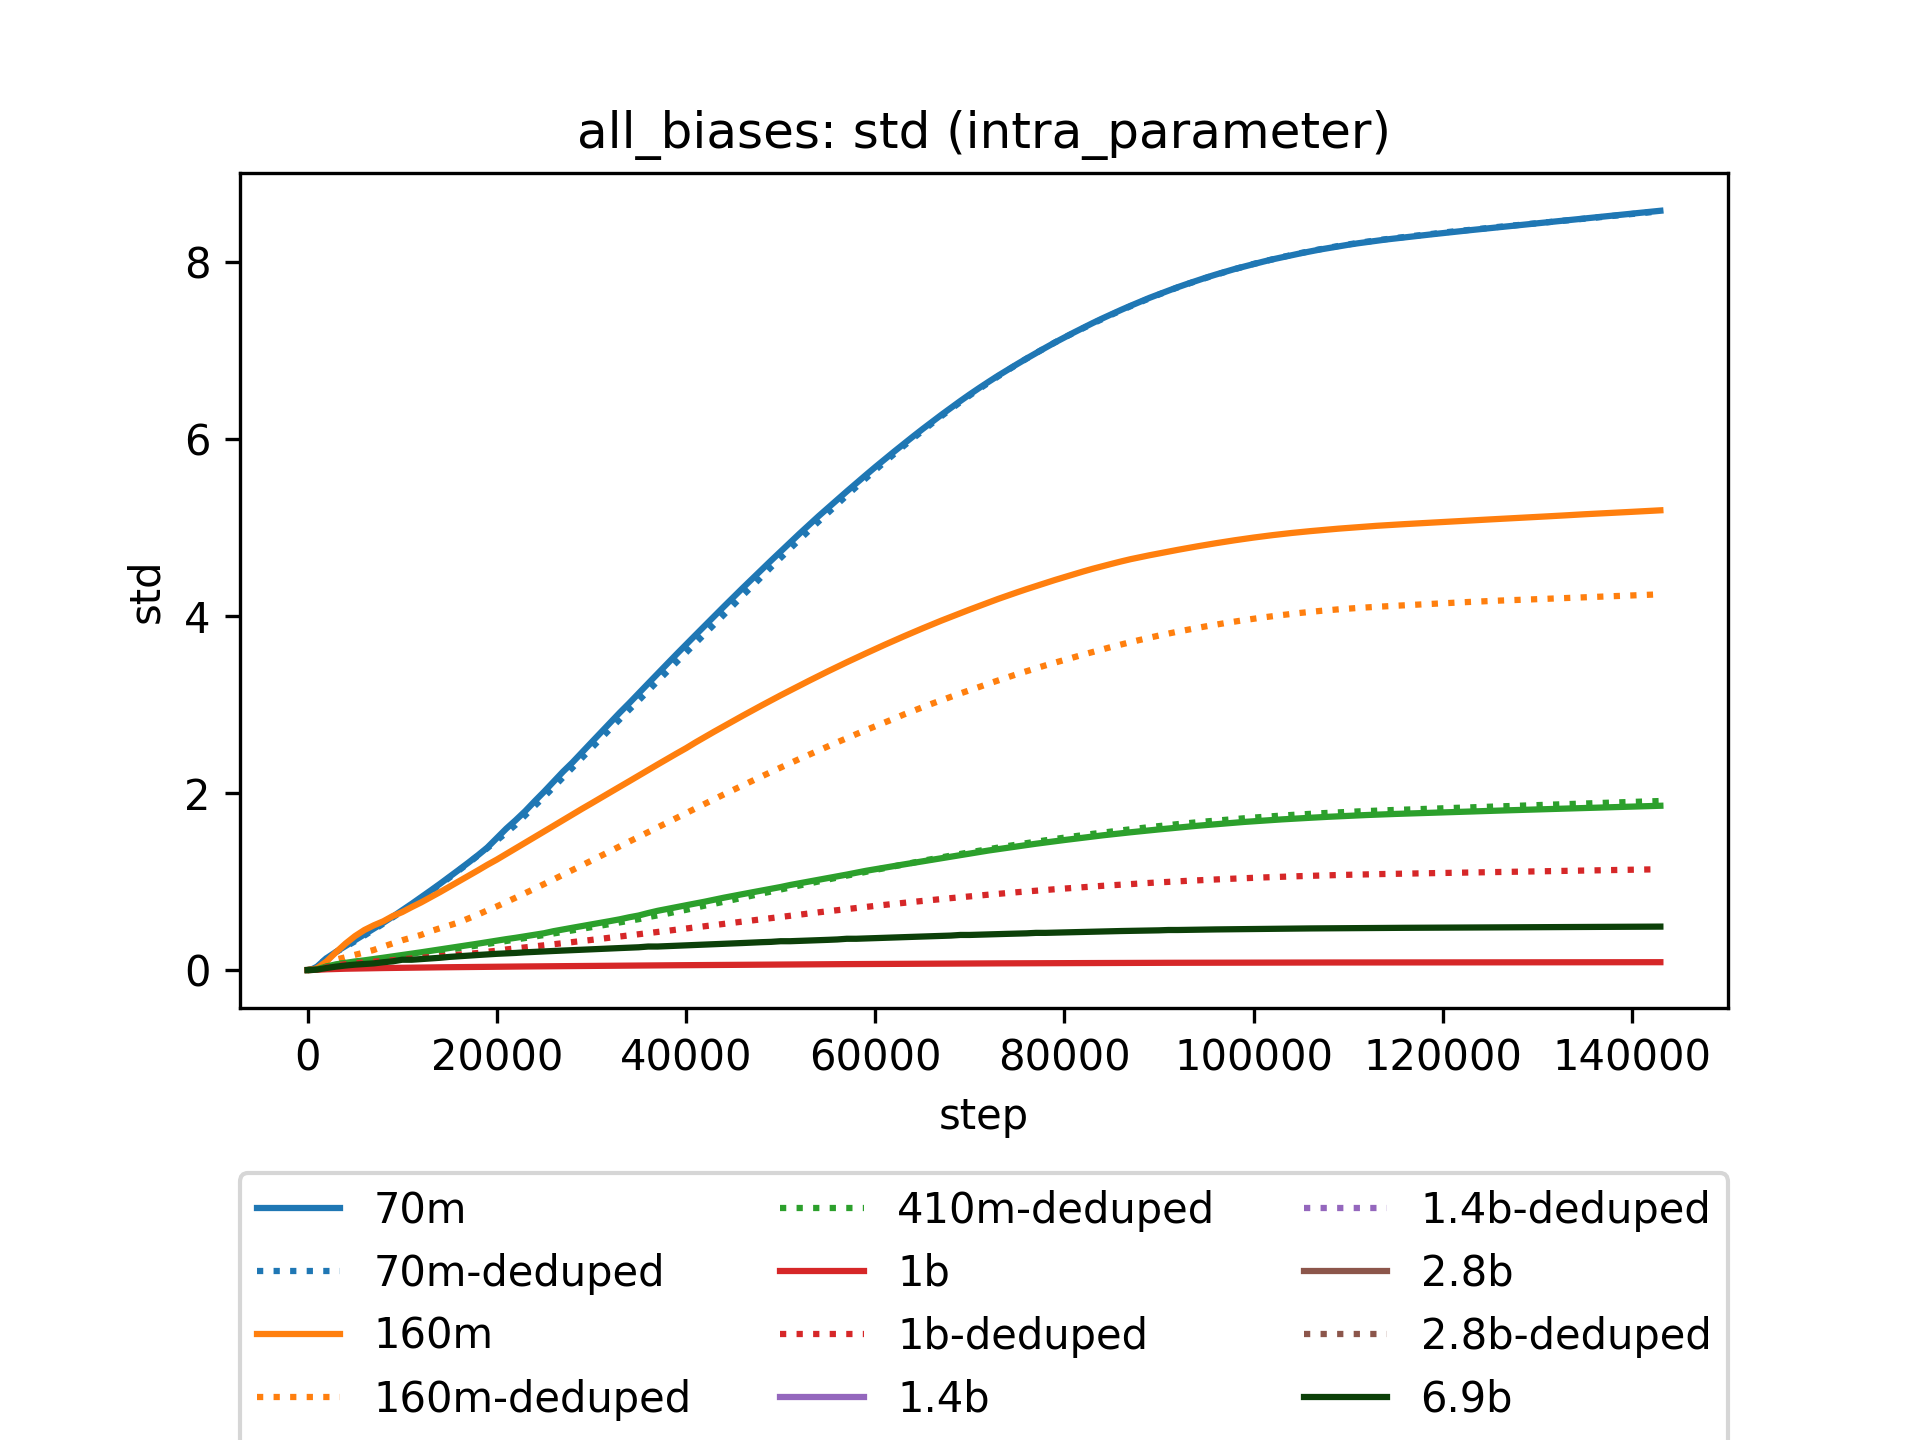 all_biases: std (intra_parameter)
8
6
4
2
0
std
0 20000 40000 60000 80000 100000 120000 140000
step
70m 410m-deduped 1.4b-deduped
70m-deduped 1b 2.8b
160m 1b-deduped 2.8b-deduped
160m-deduped 1.4b 6.9b